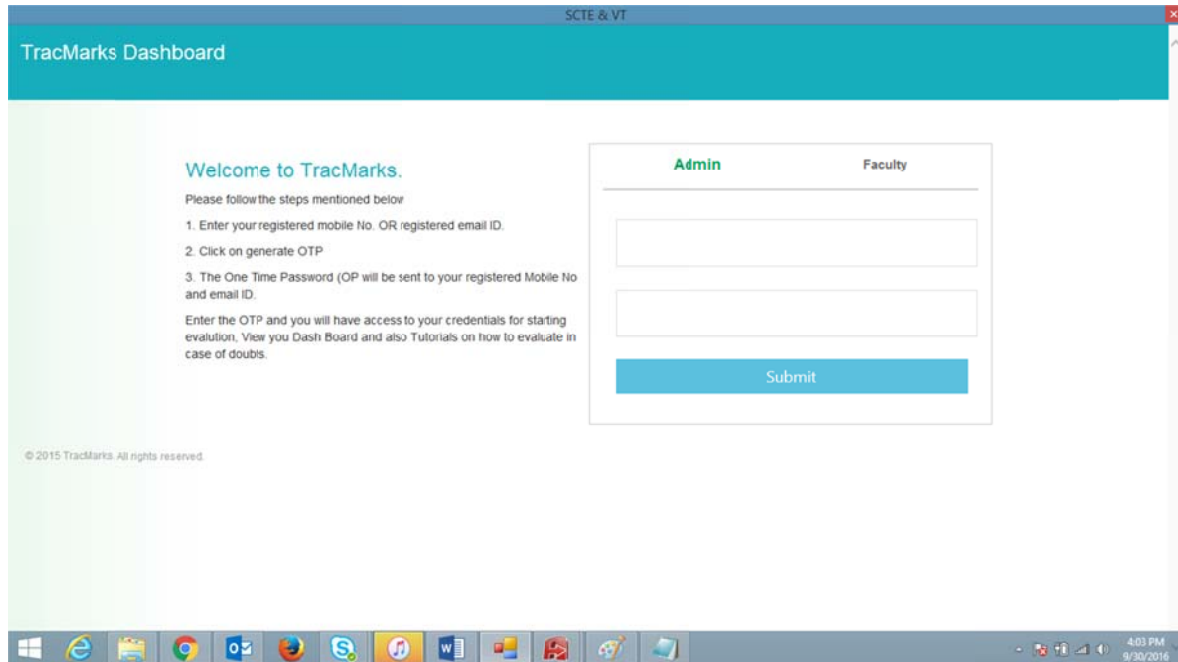 SCTE & VT
TracMarks Dashboard
Welcome to TracMarks.
Please follow the steps mentioned below
1. Enter your registered mobile No. OR registered email ID.
2. Click on generate OTP
3. The One Time Password (OP will be sent to your registered Mobile No
and email ID.
Enter the OTP and you will have access to your credentials for starting
evalution, View you Dash Board and also Tutorials on how to evaluate in
case of doubts.
Admin
Faculty
Submit
© 2015 TracMarks All rights reserved.
4:03 PM
9/30/2016